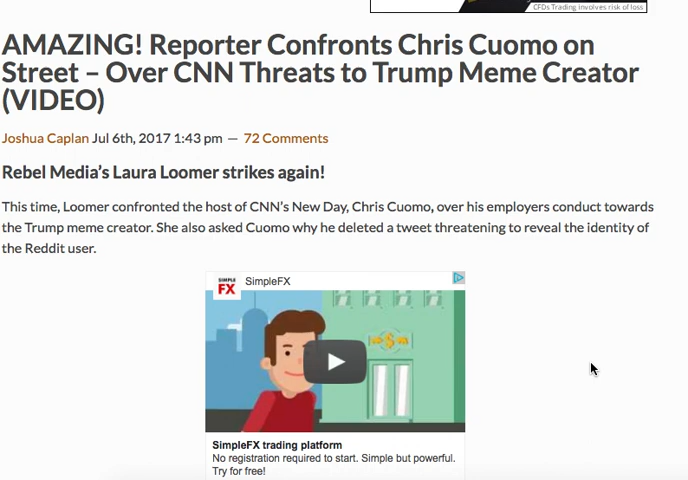 CFDs Trading involves risk of loss
AMAZING! Reporter Confronts Chris Cuomo on
Street – Over CNN Threats to Trump Meme Creator
(VIDEO)
Joshua Caplan Jul 6th, 2017 1:43 pm — 72 Comments
Rebel Media’s Laura Loomer strikes again!
This time, Loomer confronted the host of CNN’s New Day, Chris Cuomo, over his employers conduct towards
the Trump meme creator. She also asked Cuomo why he deleted a tweet threatening to reveal the identity of
the Reddit user.
SIMPLE
FX
SimpleFX
$
SimpleFX trading platform
No registration required to start. Simple but powerful.
Try for free!